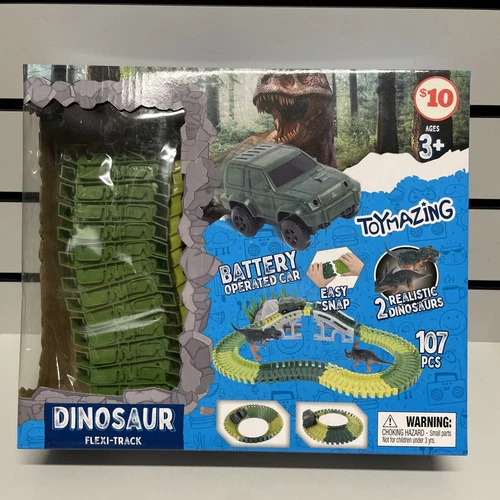 $10
AGES
3+
TOYMAZING
BATTERY
OPERATED CAR
EASY
SNAP
2 REALISTIC
DINOSAURS
107
PCS
DINOSAUR
FLEXI-TRACK
WARNING:
CHOKING HAZARD - Small parts
Not for children under 3 yrs.